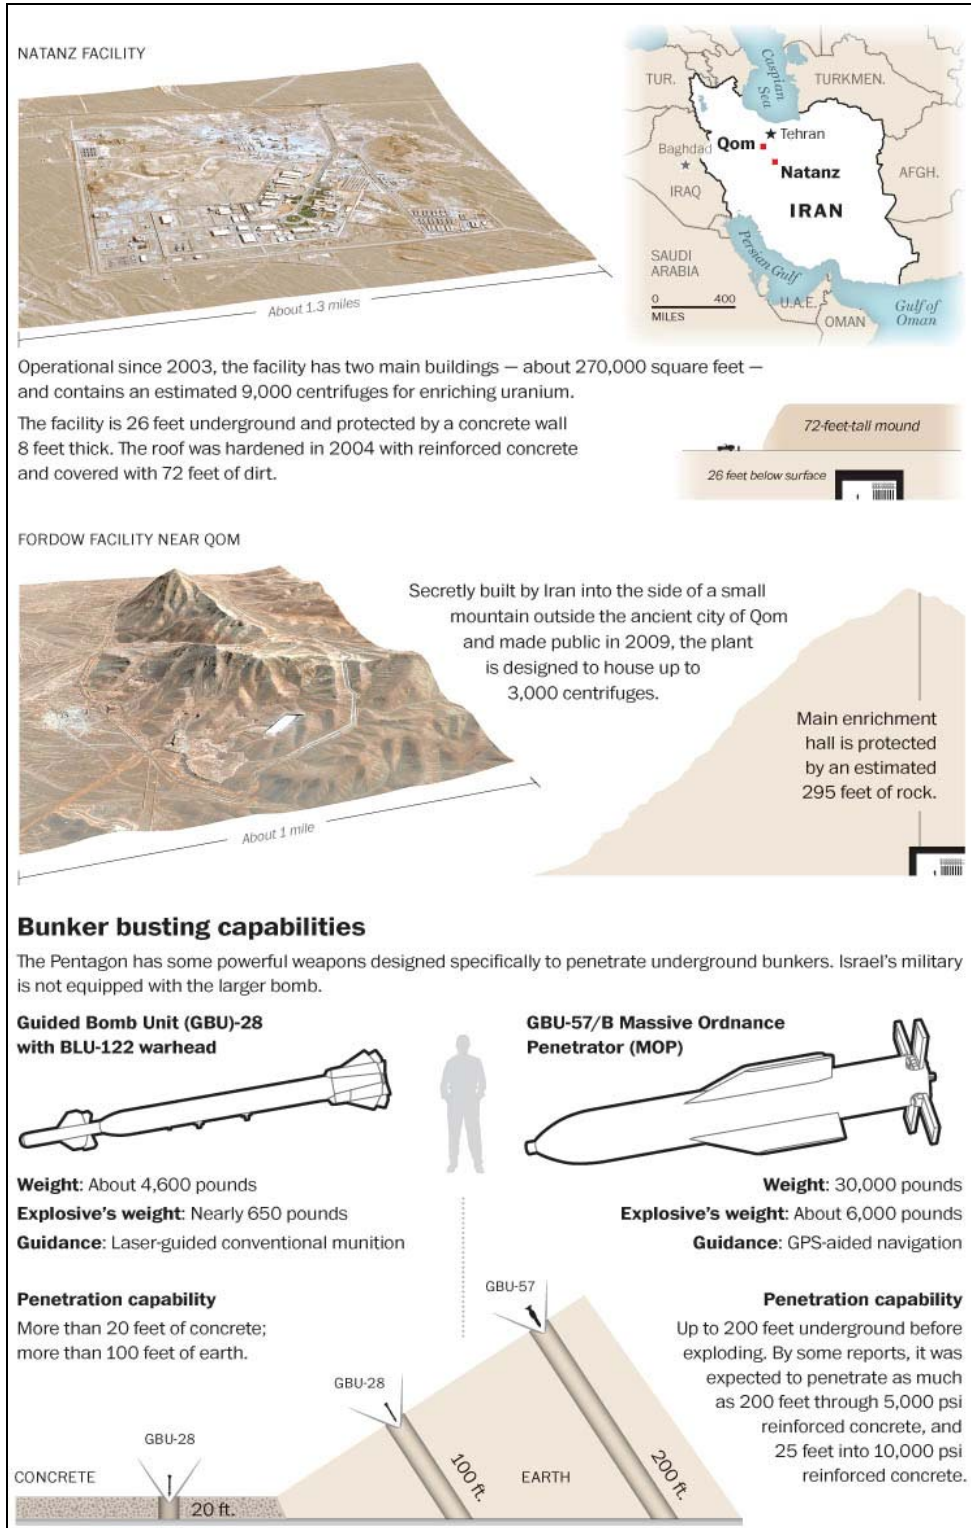 NATANZ FACILITY
About 1.3 miles
Caspian
Sea
TUR.
TURKMEN.
Tehran
Baghdad
Qom
Natanz
AFGH.
IRAQ
IRAN
SAUDI
ARABIA
Persian Gulf
0 400
MILES
U.A.E.
OMAN
Gulf of
Oman
Operational since 2003, the facility has two main buildings — about 270,000 square feet —
and contains an estimated 9,000 centrifuges for enriching uranium.
The facility is 26 feet underground and protected by a concrete wall
8 feet thick. The roof was hardened in 2004 with reinforced concrete
and covered with 72 feet of dirt.
72-feet-tall mound
26 feet below surface
FORDOW FACILITY NEAR QOM
Secretly built by Iran into the side of a small
mountain outside the ancient city of Qom
and made public in 2009, the plant
is designed to house up to
3,000 centrifuges.
Main enrichment
hall is protected
by an estimated
295 feet of rock.
About 1 mile
Bunker busting capabilities
The Pentagon has some powerful weapons designed specifically to penetrate underground bunkers. Israel's military
is not equipped with the larger bomb.
Guided Bomb Unit (GBU)-28
with BLU-122 warhead
Weight: About 4,600 pounds
Explosive's weight: Nearly 650 pounds
Guidance: Laser-guided conventional munition
Penetration capability
More than 20 feet of concrete;
more than 100 feet of earth.
GBU-57/B Massive Ordnance
Penetrator (MOP)
Weight: 30,000 pounds
Explosive's weight: About 6,000 pounds
Guidance: GPS-aided navigation
Penetration capability
Up to 200 feet underground before
exploding. By some reports, it was
expected to penetrate as much
as 200 feet through 5,000 psi
reinforced concrete, and
25 feet into 10,000 psi
reinforced concrete.
GBU-57
GBU-28
GBU-28
CONCRETE
20 ft.
100 ft.
EARTH
200 ft.